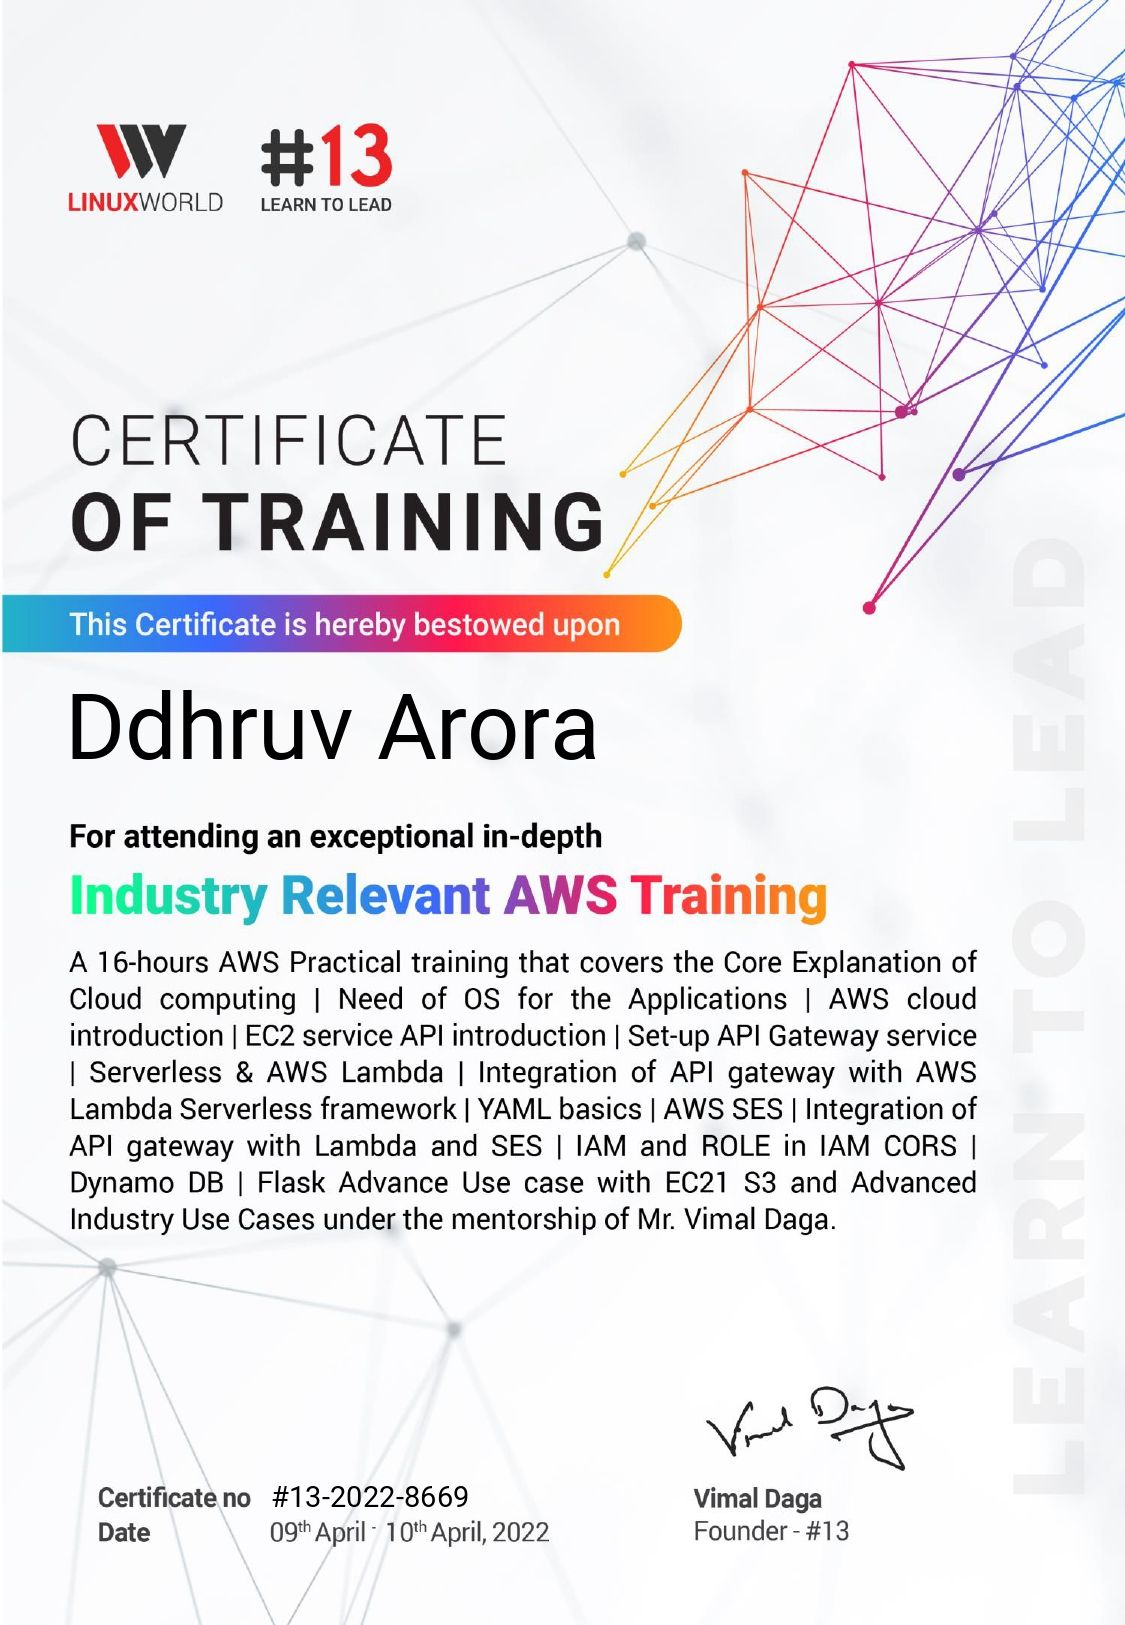 LINUXWORLD
#13
LEARN TO LEAD
CERTIFICATE
OF TRAINING
This Certificate is hereby bestowed upon
Ddhruv Arora
For attending an exceptional in-depth
Industry Relevant AWS Training
A 16-hours AWS Practical training that covers the Core Explanation of
Cloud computing | Need of OS for the Applications | AWS cloud
introduction | EC2 service API introduction | Set-up API Gateway service
| Serverless & AWS Lambda | Integration of API gateway with AWS
Lambda Serverless framework | YAML basics | AWS SES | Integration of
API gateway with Lambda and SES | IAM and ROLE in IAM CORS |
Dynamo DB | Flask Advance Use case with EC21 S3 and Advanced
Industry Use Cases under the mentorship of Mr. Vimal Daga.
LEARN TO LEAD
Vimal Daga
Certificate no #13-2022-8669
Date 09th April - 10th April, 2022
Vimal Daga
Founder - #13